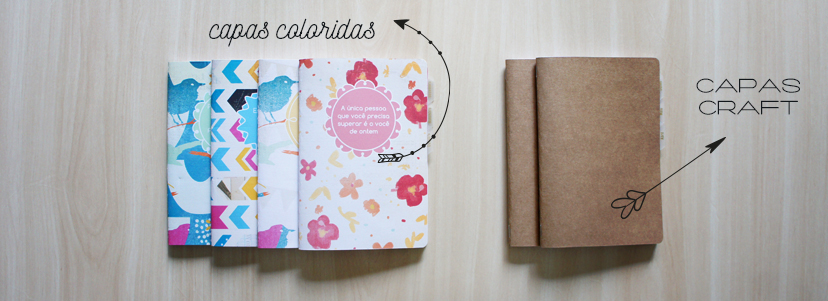 capas coloridas
A única pessoa
que você precisa
superar é a você
de ontem
CAPAS
CRAFT